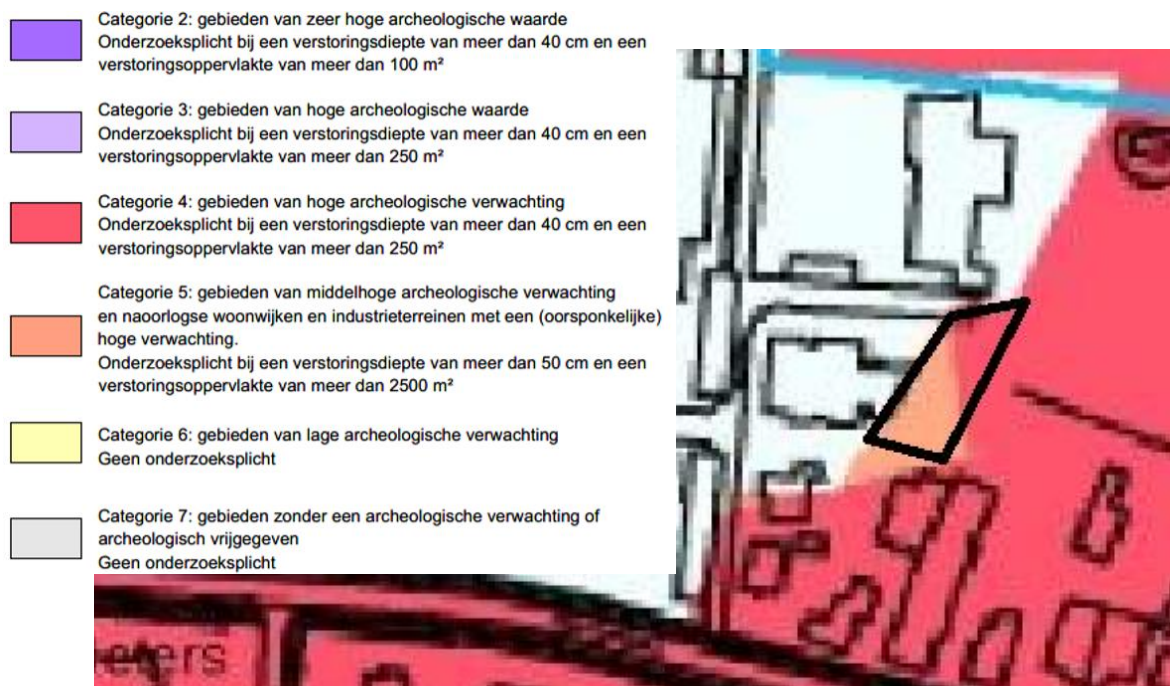 Categorie 2: gebieden van zeer hoge archeologische waarde
Onderzoeksplicht bij een verstoringsdiepte van meer dan 40 cm en een
verstoringsoppervlakte van meer dan 100 m²
Categorie 3: gebieden van hoge archeologische waarde
Onderzoeksplicht bij een verstoringsdiepte van meer dan 40 cm en een
verstoringsoppervlakte van meer dan 250 m²
Categorie 4: gebieden van hoge archeologische verwachting
Onderzoeksplicht bij een verstoringsdiepte van meer dan 40 cm en een
verstoringsoppervlakte van meer dan 250 m²
Categorie 5: gebieden van middelhoge archeologische verwachting
en naoorlogse woonwijken en industrieterreinen met een (oorsponkelijke)
hoge verwachting.
Onderzoeksplicht bij een verstoringsdiepte van meer dan 50 cm en een
verstoringsoppervlakte van meer dan 2500 m²
Categorie 6: gebieden van lage archeologische verwachting
Geen onderzoeksplicht
Categorie 7: gebieden zonder een archeologische verwachting of
archeologisch vrijgegeven
Geen onderzoeksplicht